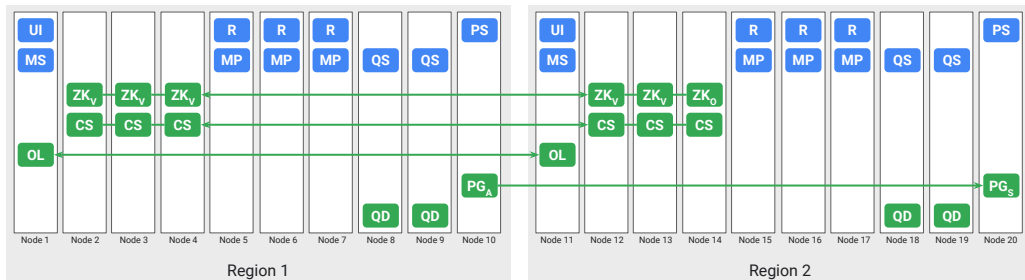 UI R R R PS UI R R R PS
MS MP MP MP QS QS MS MP MP MP QS QS
ZKV ZKV ZKV ZKV ZKV ZKO
CS CS CS CS CS CS
OL OL
PGA PGS
QD QD QD QD
Node 1 Node 2 Node 3 Node 4 Node 5 Node 6 Node 7 Node 8 Node 9 Node 10 Node 11 Node 12 Node 13 Node 14 Node 15 Node 16 Node 17 Node 18 Node 19 Node 20
Region 1 Region 2